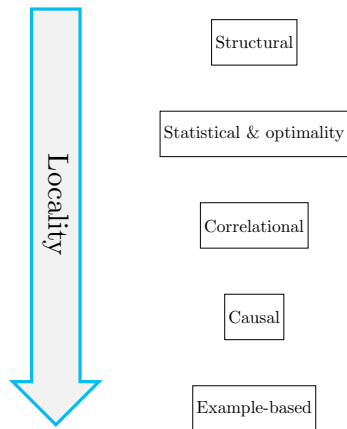 Structural
Statistical & optimality
Locality
Correlational
Causal
Example-based